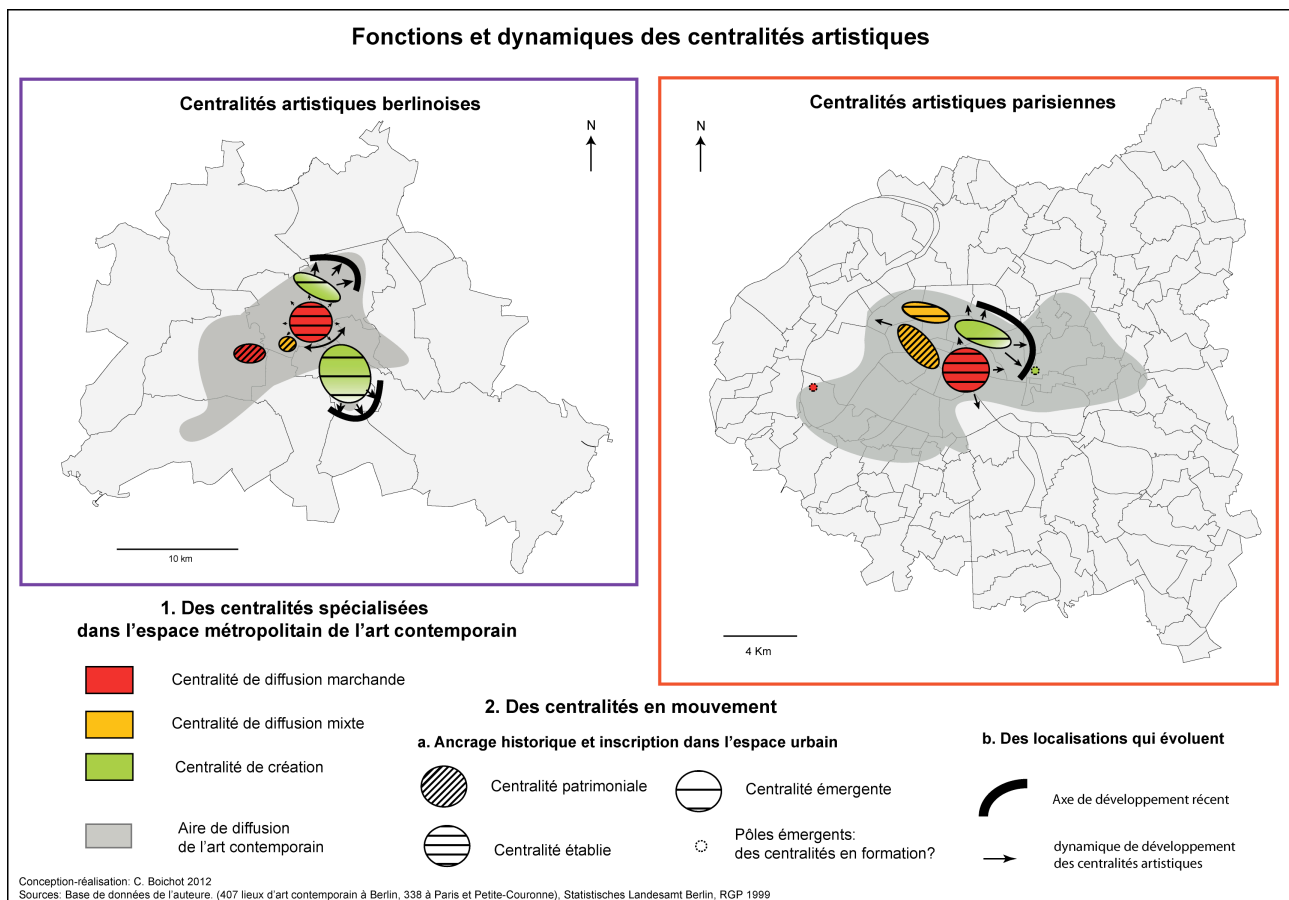 Fonctions et dynamiques des centralités artistiques
Centralités artistiques berlinoises
N
10 km
Centralités artistiques parisiennes
N
4 Km
1. Des centralités spécialisées
dans l'espace métropolitain de l'art contemporain
Centralité de diffusion marchande
Centralité de diffusion mixte
Centralité de création
Aire de diffusion
de l'art contemporain
2. Des centralités en mouvement
a. Ancrage historique et inscription dans l'espace urbain
Centralité patrimoniale
Centralité émergente
Centralité établie
Pôles émergents:
des centralités en formation?
b. Des localisations qui évoluent
Axe de développement récent
dynamique de développement
des centralités artistiques
Conception-réalisation: C. Boichot 2012
Sources: Base de données de l'auteure. (407 lieux d'art contemporain à Berlin, 338 à Paris et Petite-Couronne), Statistisches Landesamt Berlin, RGP 1999